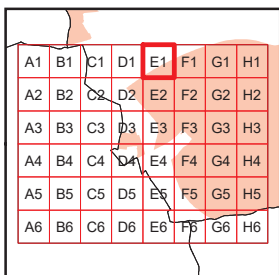 A1 B1 C1 D1 E1 F1 G1 H1
A2 B2 C2 D2 E2 F2 G2 H2
A3 B3 C3 D3 E3 F3 G3 H3
A4 B4 C4 D4 E4 F4 G4 H4
A5 B5 C5 D5 E5 F5 G5 H5
A6 B6 C6 D6 E6 F6 G6 H6